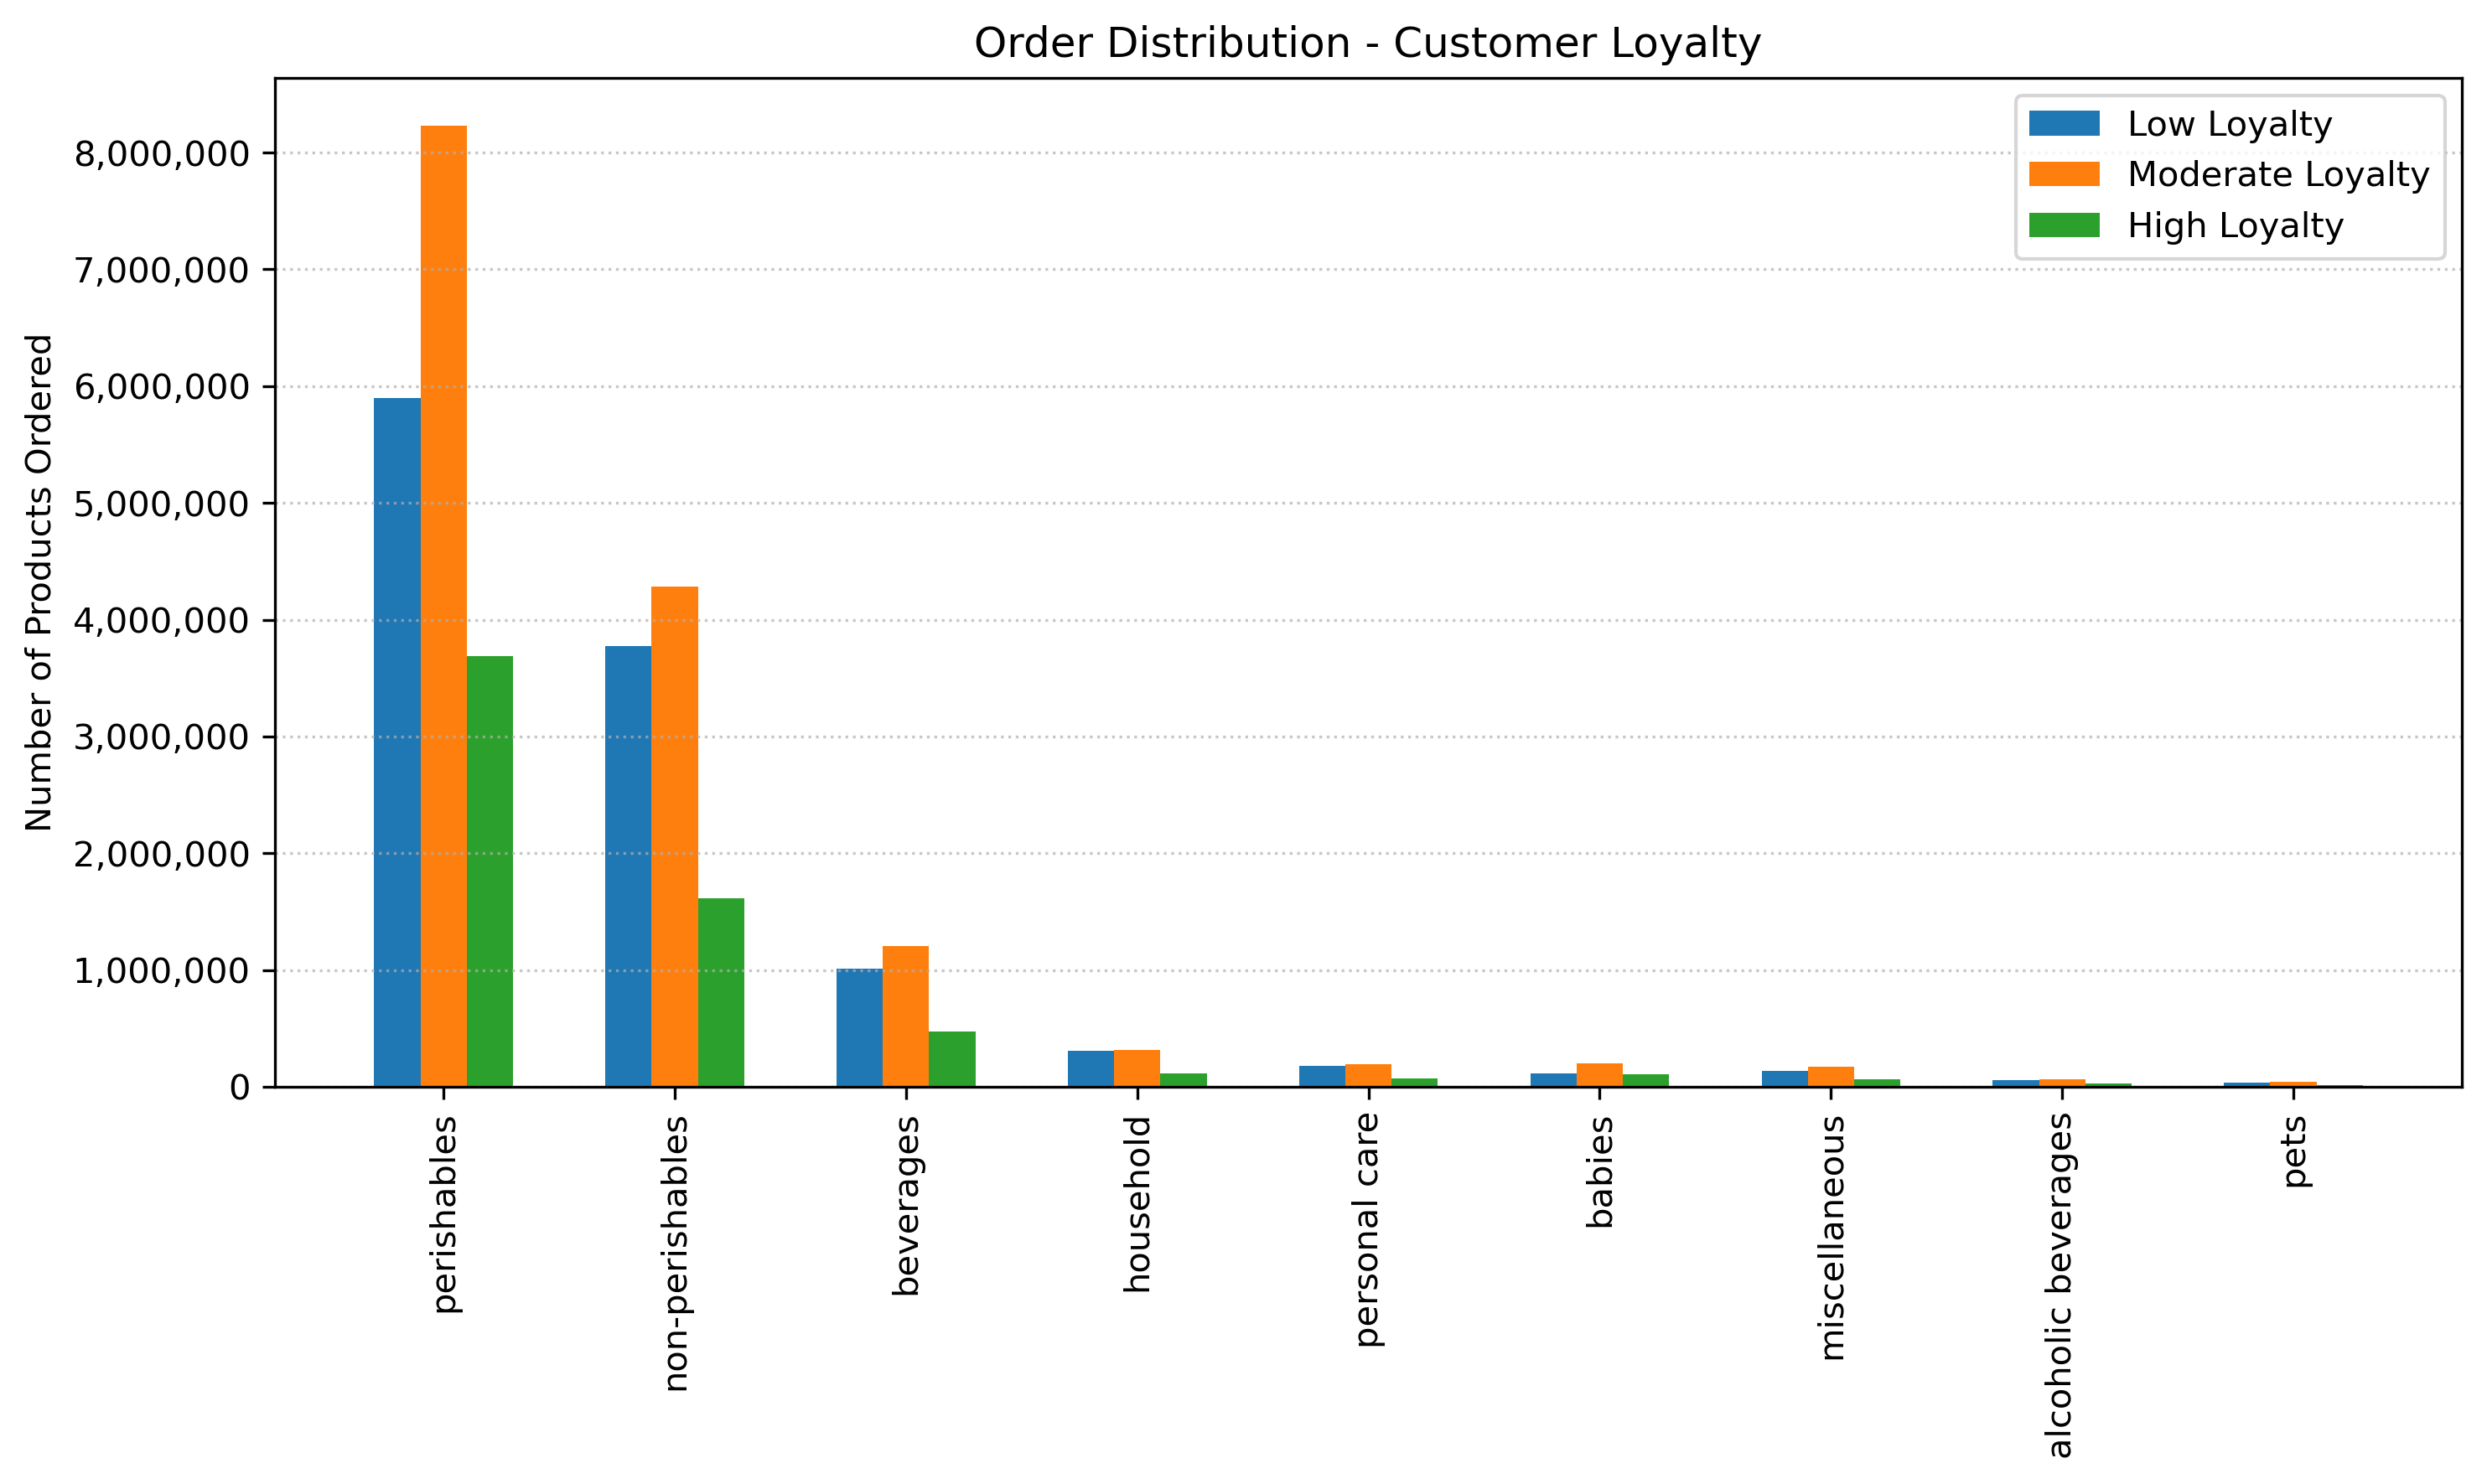 Order Distribution - Customer Loyalty
Low Loyalty
Moderate Loyalty
High Loyalty
Number of Products Ordered
8,000,000
7,000,000
6,000,000
5,000,000
4,000,000
3,000,000
2,000,000
1,000,000
0
perishables
non-perishables
beverages
household
personal care
babies
miscellaneous
alcoholic beverages
pets